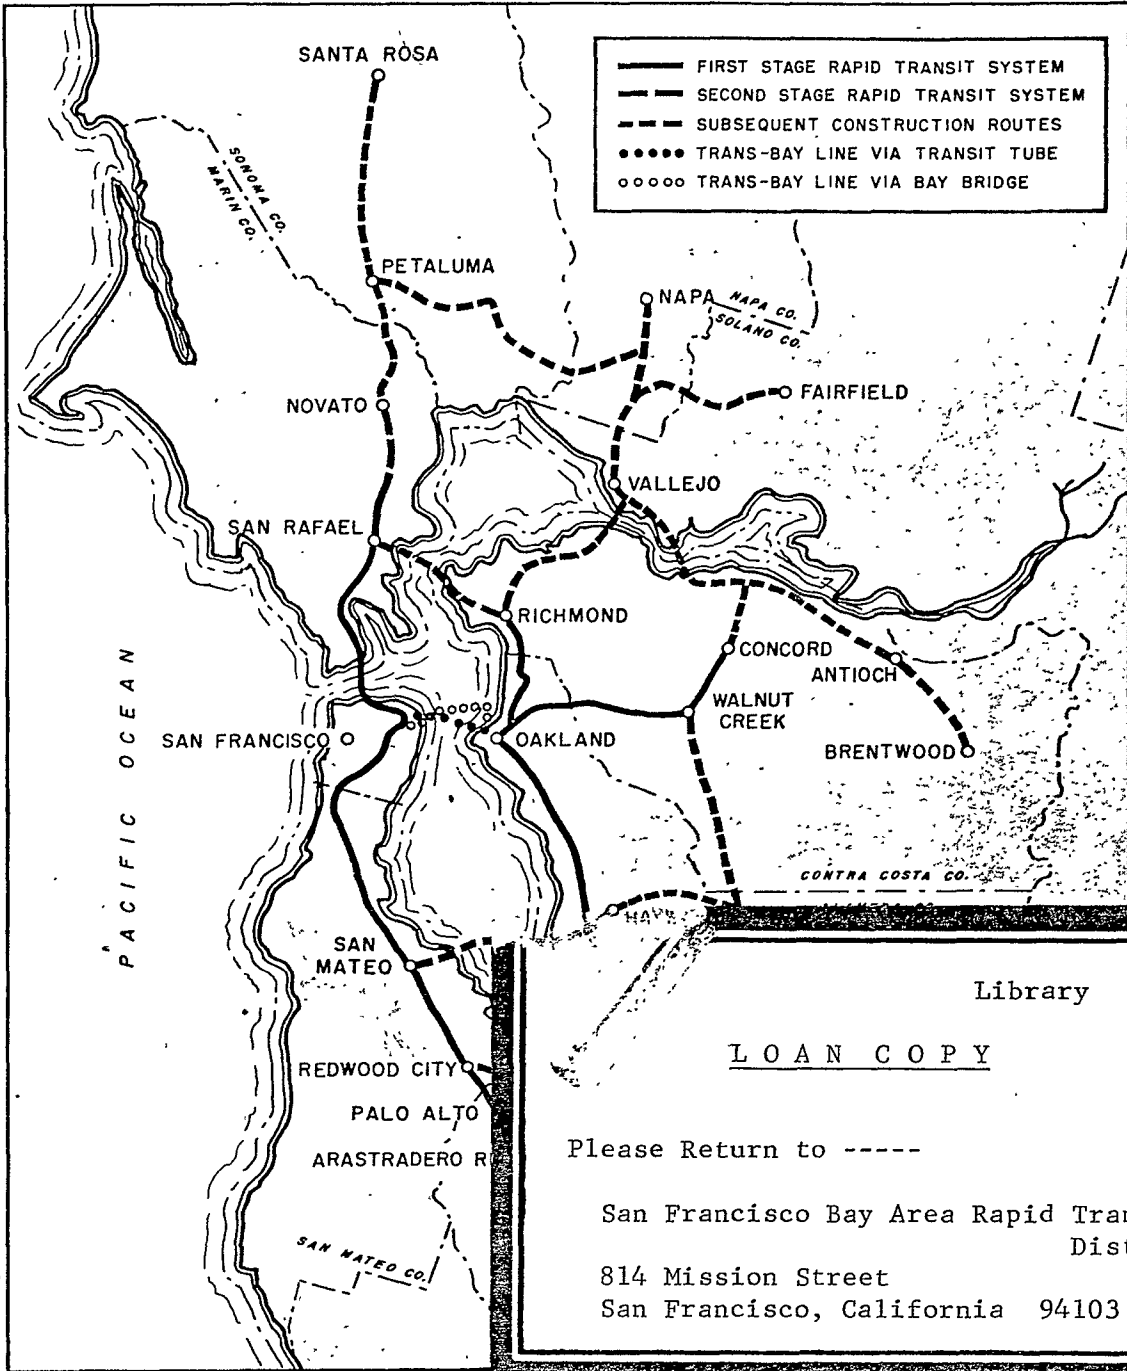 SANTA ROSA
FIRST STAGE RAPID TRANSIT SYSTEM
SECOND STAGE RAPID TRANSIT SYSTEM
SUBSEQUENT CONSTRUCTION ROUTES
TRANS-BAY LINE VIA TRANSIT TUBE
TRANS-BAY LINE VIA BAY BRIDGE
SONOMA CO.
MARIN CO.
PETALUMA
NAPA
NAPA CO.
SOLANO CO.
NOVATO
FAIRFIELD
VALLEJO
SAN RAFAEL
RICHMOND
CONCORD
ANTIOCH
WALNUT
CREEK
PACIFIC OCEAN
SAN FRANCISCO
OAKLAND
BRENTWOOD
CONTRA COSTA CO.
HAY
SAN
MATEO
REDWOOD CITY
PALO ALTO
ARASTRADERO R
SAN MATEO CO.
Library
LOAN COPY
Please Return to -----
San Francisco Bay Area Rapid Tran
Dist
814 Mission Street
San Francisco, California 94103